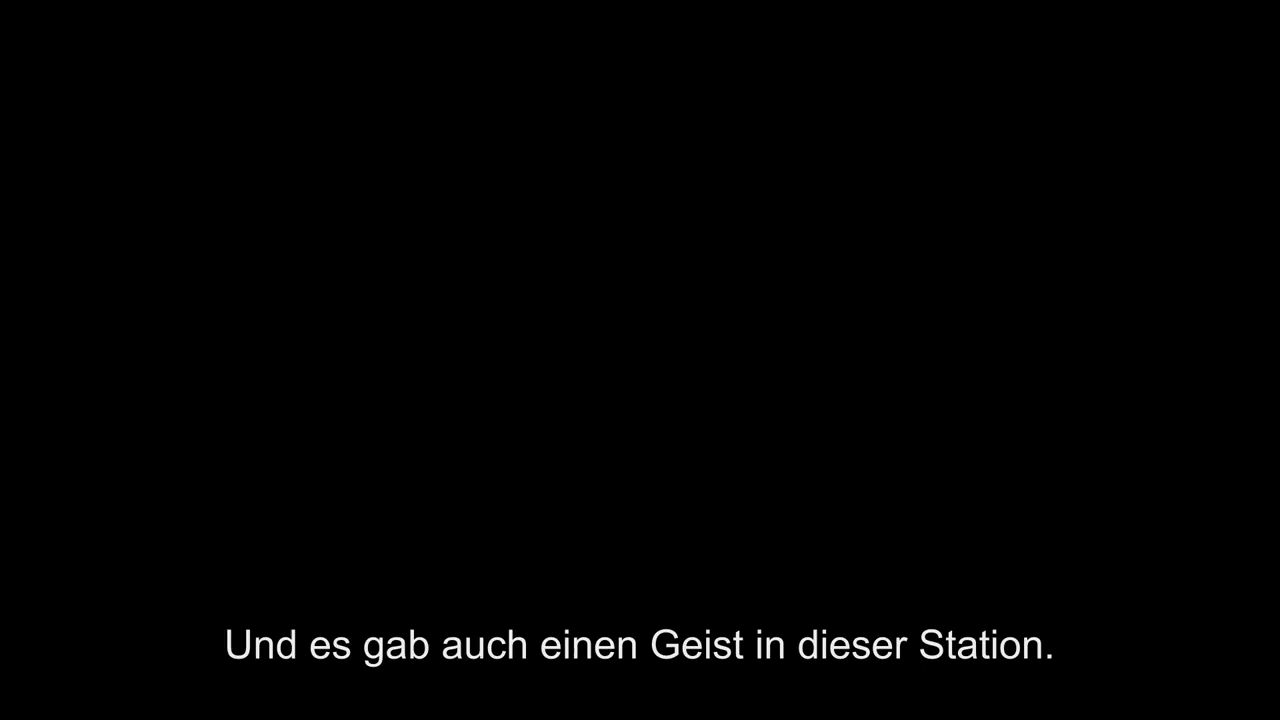 Und es gab auch einen Geist in dieser Station.